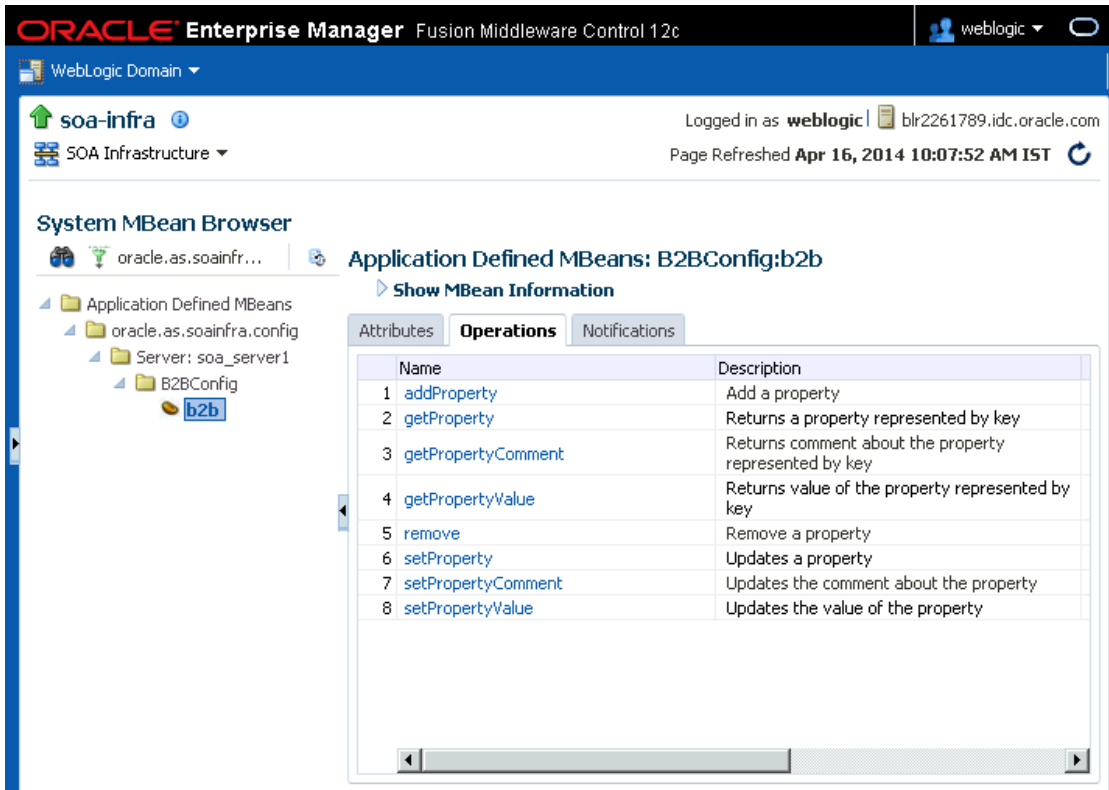 ORACLE Enterprise Manager Fusion Middleware Control 12c weblogic
WebLogic Domain
soa-infra
Logged in as weblogic blr2261789.idc.oracle.com
SOA Infrastructure
Page Refreshed Apr 16, 2014 10:07:52 AM IST
System MBean Browser
oracle.as.soainfr...
Application Defined MBeans
oracle.as.soainfra.config
Server: soa_server1
B2BConfig
b2b
Application Defined MBeans: B2BConfig:b2b
Show MBean Information
Attributes Operations Notifications
Name Description
1 addProperty Add a property
2 getProperty Returns a property represented by key
3 getPropertyComment Returns comment about the property
represented by key
4 getPropertyValue Returns value of the property represented by
key
5 remove Remove a property
6 setProperty Updates a property
7 setPropertyComment Updates the comment about the property
8 setPropertyValue Updates the value of the property